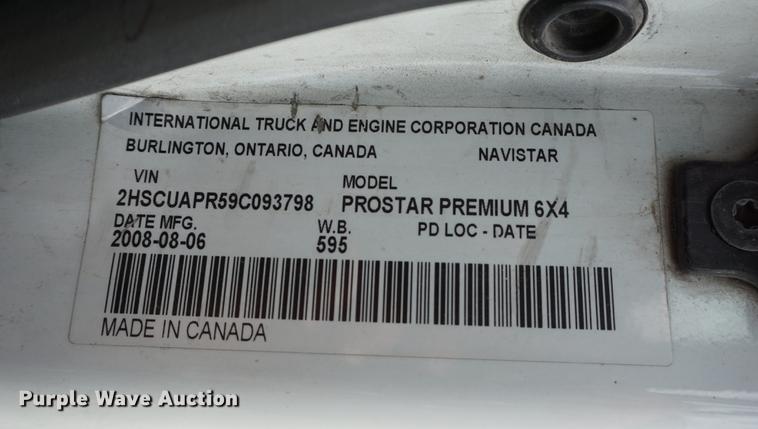 INTERNATIONAL TRUCK AND ENGINE CORPORATION CANADA
BURLINGTON, ONTARIO, CANADA NAVISTAR
VIN MODEL
2HSCUAPR59C093798 PROSTAR PREMIUM 6X4
DATE MFG. W.B. PD LOC - DATE
2008-08-06 595
MADE IN CANADA
Purple Wave Auction